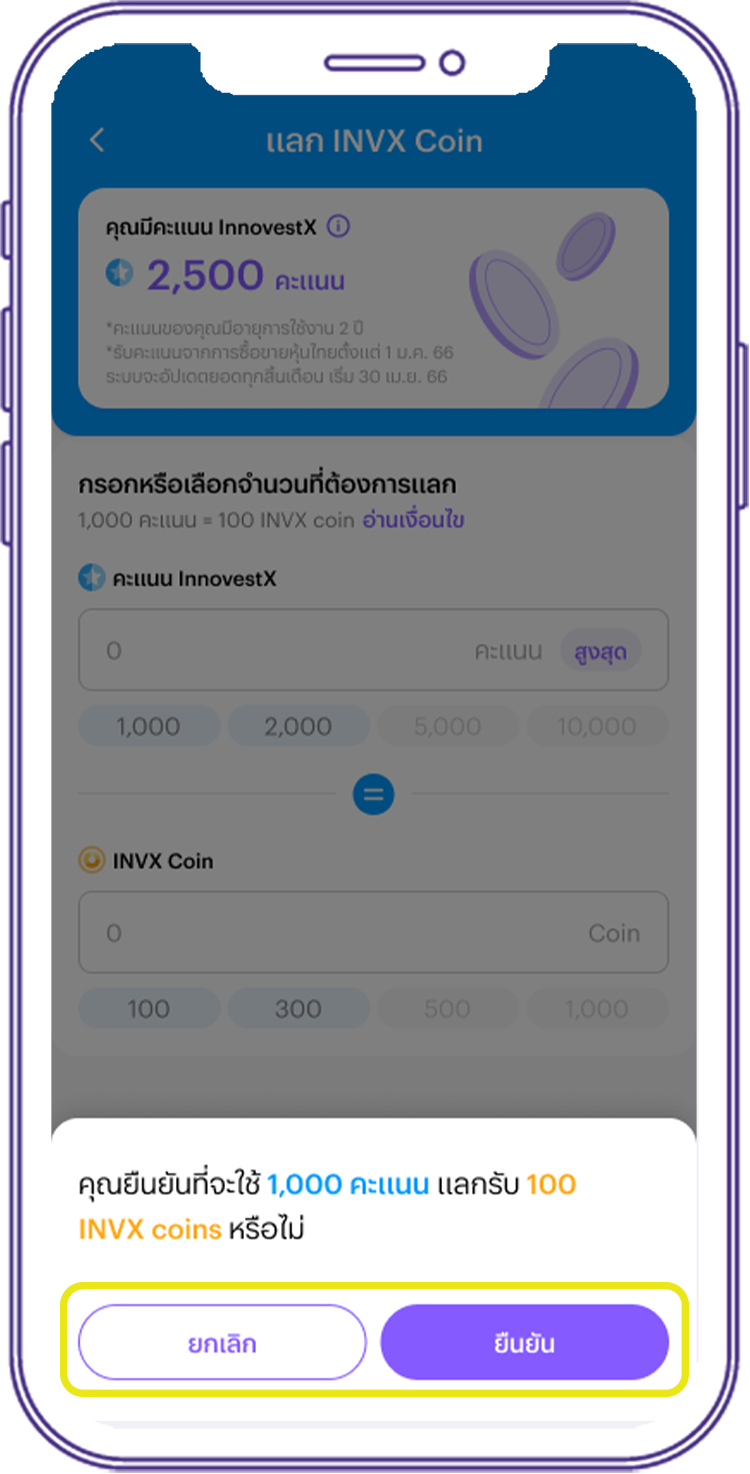 แลก INVX Coin
คุณมีคะแนน InnovestX
2,500 คะแนน
*คะแนนของคุณมีอายุการใช้งาน 2 ปี
*รับคะแนนจากการซื้อขายหุ้นไทยตั้งแต่ 1 ม.ค. 66
ระบบจะอัปเดตยอดทุกสิ้นเดือน เริ่ม 30 เม.ย. 66
กรอกหรือเลือกจำนวนที่ต้องการแลก
1,000 คะแนน = 100 INVX coin อ่านเงื่อนไข
คะแนน InnovestX
0 คะแนน สูงสุด
1,000 2,000 5,000 10,000
=
INVX Coin
0 Coin
100 300 500 1,000
คุณยืนยันที่จะใช้ 1,000 คะแนน แลกรับ 100
INVX coins หรือไม่
ยกเลิก ยืนยัน